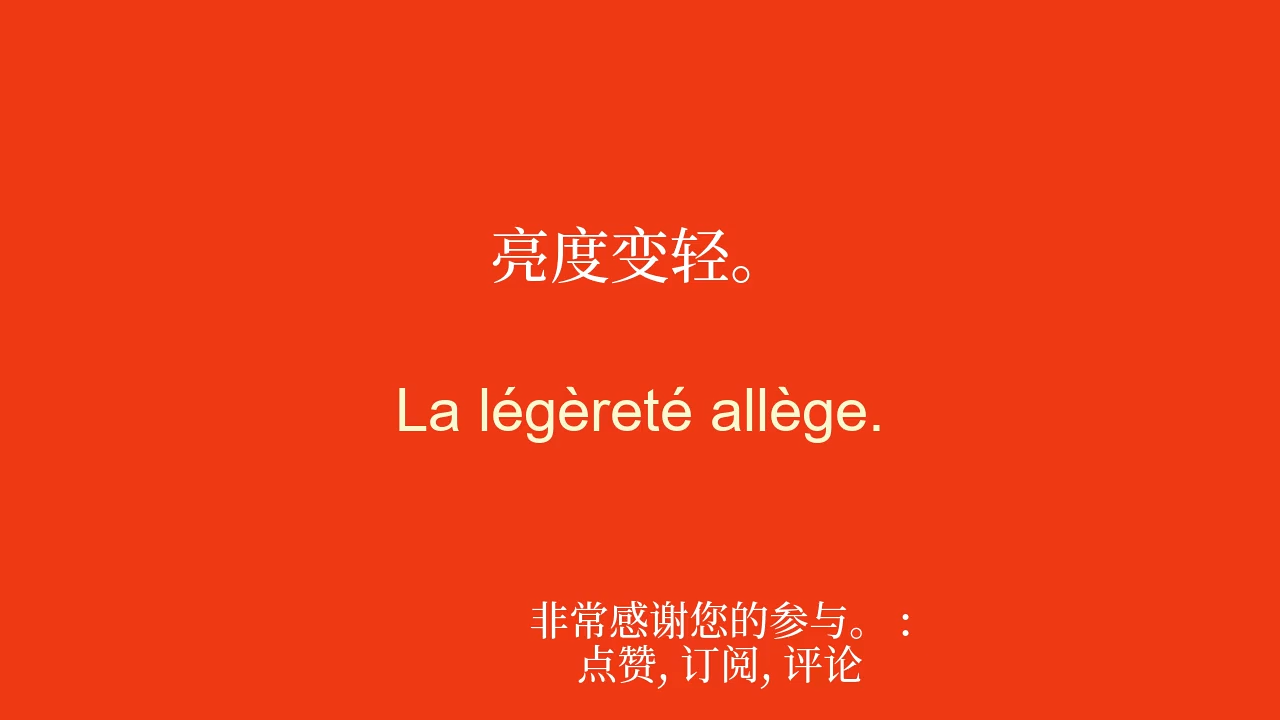 亮度变轻。
La légèreté allège.
非常感谢您的参与。 :
点赞, 订阅, 评论